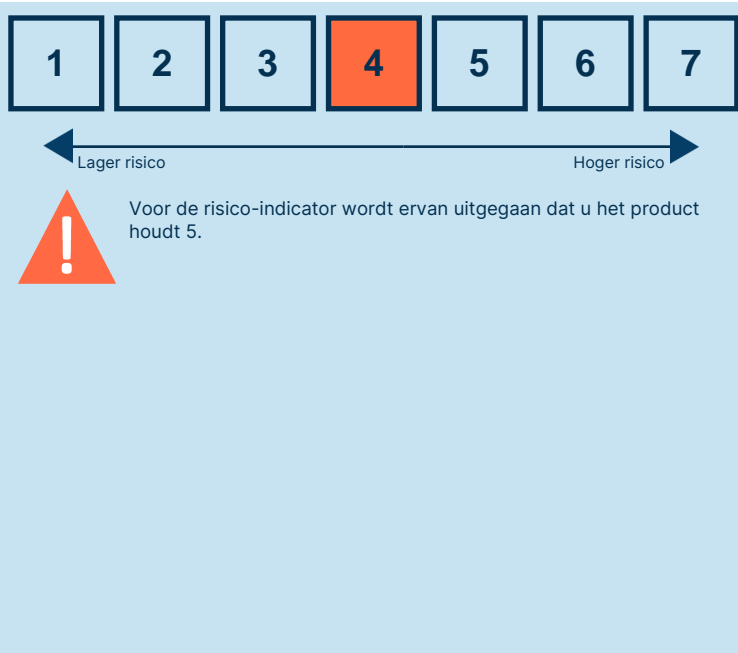 1 2 3 4 5 6 7
Lager risico Hoger risico
!
Voor de risico-indicator wordt ervan uitgegaan dat u het product
houdt 5.